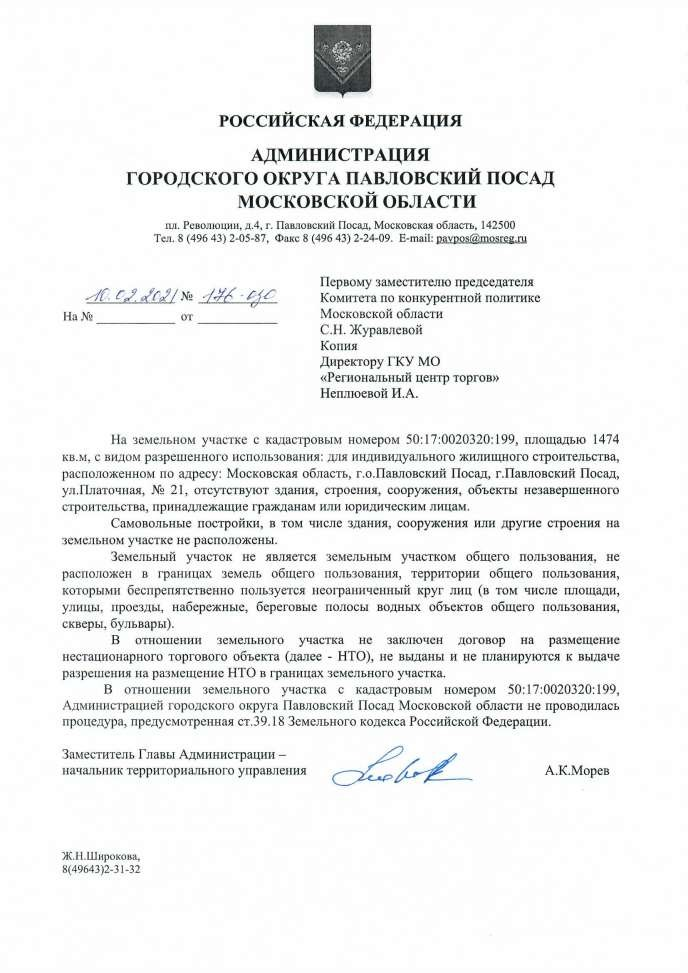 РОССИЙСКАЯ ФЕДЕРАЦИЯ
АДМИНИСТРАЦИЯ
ГОРОДСКОГО ОКРУГА ПАВЛОВСКИЙ ПОСАД
МОСКОВСКОЙ ОБЛАСТИ
пл. Революции, д.4, г. Павловский Посад, Московская область, 142500
Тел. 8 (496 43) 2-05-87, Факс 8 (496 43) 2-24-09. E-mail: pavpos@mosreg.ru
10.02.2021 № 176-озо
На № ____________ от ____________
Первому заместителю председателя
Комитета по конкурентной политике
Московской области
С.Н. Журавлевой
Копия
Директору ГКУ МО
«Региональный центр торгов»
Неплюевой И.А.
На земельном участке с кадастровым номером 50:17:0020320:199, площадью 1474
кв.м, с видом разрешенного использования: для индивидуального жилищного строительства,
расположенном по адресу: Московская область, г.о.Павловский Посад, г.Павловский Посад,
ул.Платочная, № 21, отсутствуют здания, строения, сооружения, объекты незавершенного
строительства, принадлежащие гражданам или юридическим лицам.
Самовольные постройки, в том числе здания, сооружения или другие строения на
земельном участке не расположены.
Земельный участок не является земельным участком общего пользования, не
расположен в границах земель общего пользования, территории общего пользования,
которыми беспрепятственно пользуется неограниченный круг лиц (в том числе площади,
улицы, проезды, набережные, береговые полосы водных объектов общего пользования,
скверы, бульвары).
В отношении земельного участка не заключен договор на размещение
нестационарного торгового объекта (далее - НТО), не выданы и не планируются к выдаче
разрешения на размещение НТО в границах земельного участка.
В отношении земельного участка с кадастровым номером 50:17:0020320:199,
Администрацией городского округа Павловский Посад Московской области не проводилась
процедура, предусмотренная ст.39.18 Земельного кодекса Российской Федерации.
Заместитель Главы Администрации –
начальник территориального управления А.К.Морев
Ж.Н.Широкова,
8(49643)2-31-32